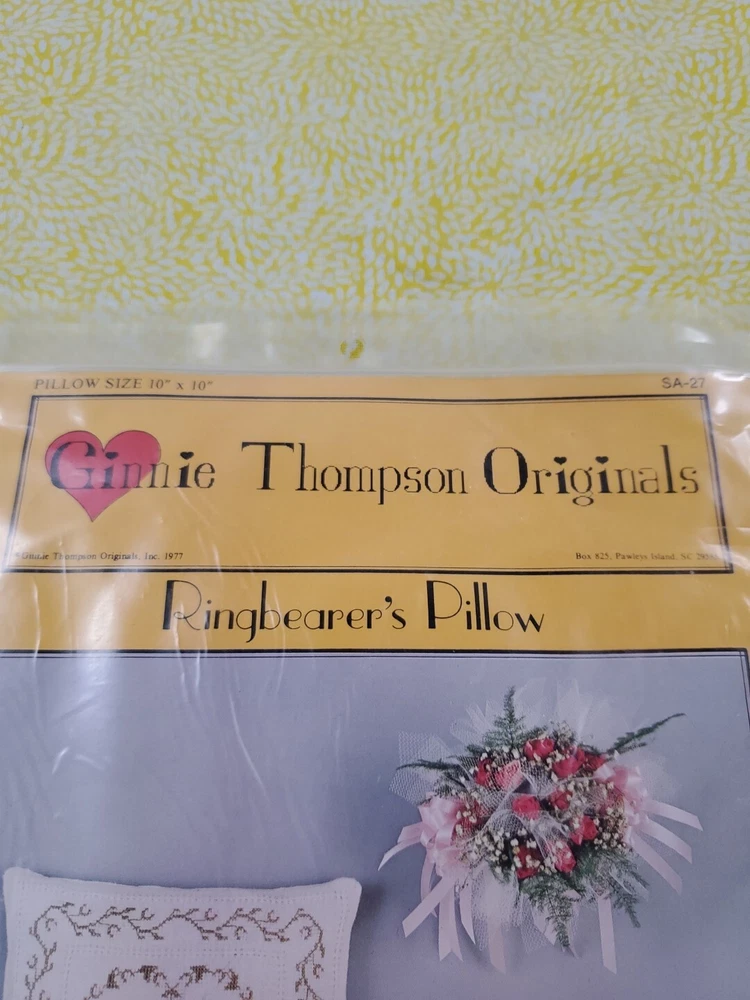 PILLOW SIZE 10" x 10" SA-27
Ginnie Thompson Originals
© Ginnie Thompson Originals, Inc. 1977 Box 825, Pawleys Island, SC
Ringbearer's Pillow